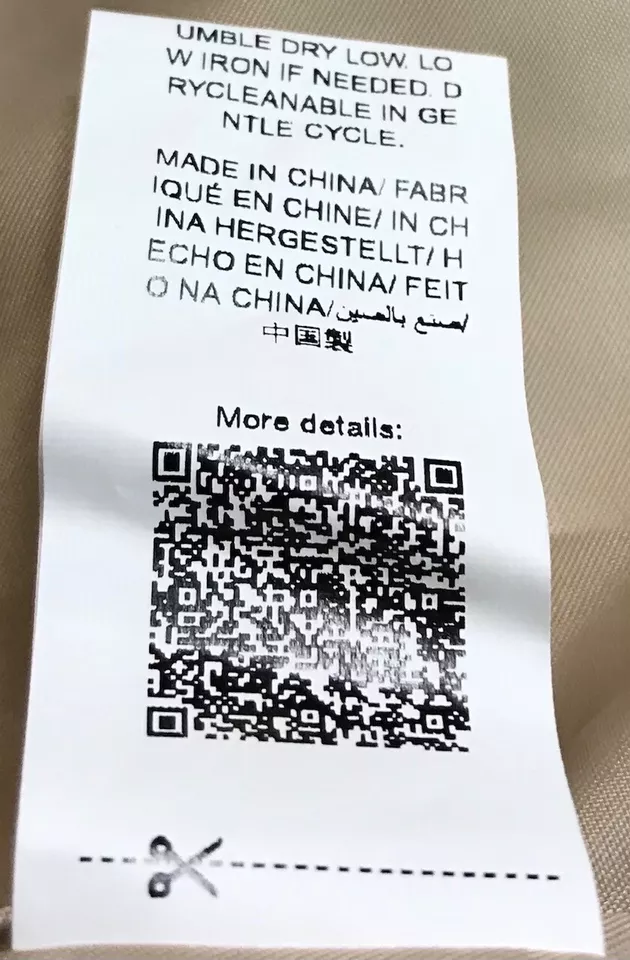 UMBLE DRY LOW. LO
W IRON IF NEEDED. D
RYCLEANABLE IN GE
NTLE CYCLE.
MADE IN CHINA/ FABR
IQUÉ EN CHINE/ IN CH
INA HERGESTELLT/ H
ECHO EN CHINA/ FEIT
O NA CHINA/صنع بالصين/
中国製
More details: